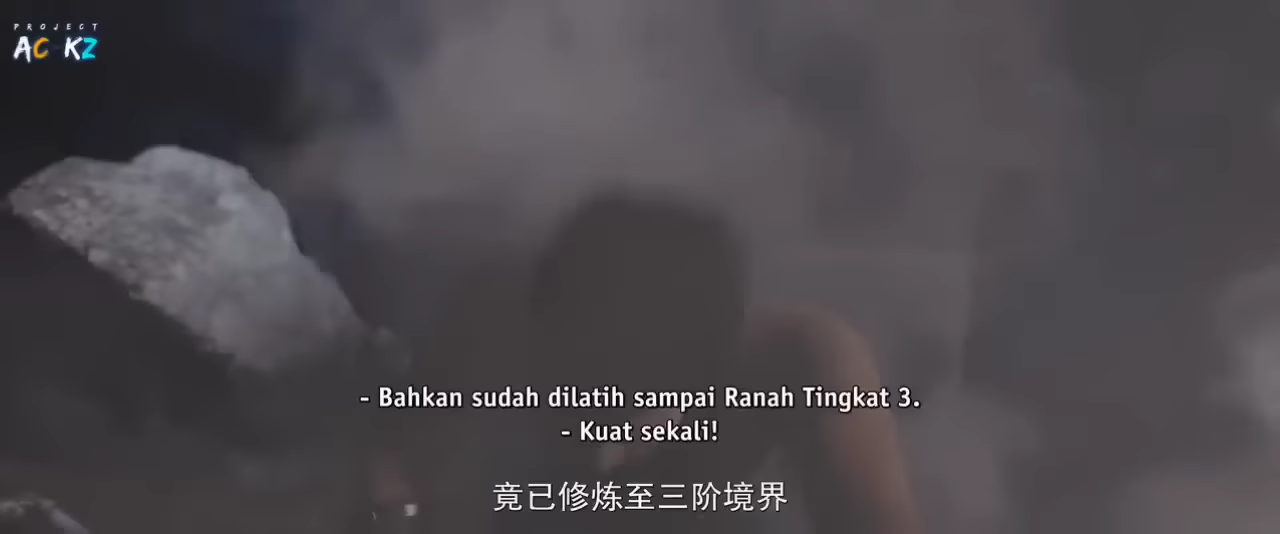 PROJECT
AC KZ
- Bahkan sudah dilatih sampai Ranah Tingkat 3.
- Kuat sekali!
竟已修炼至三阶境界